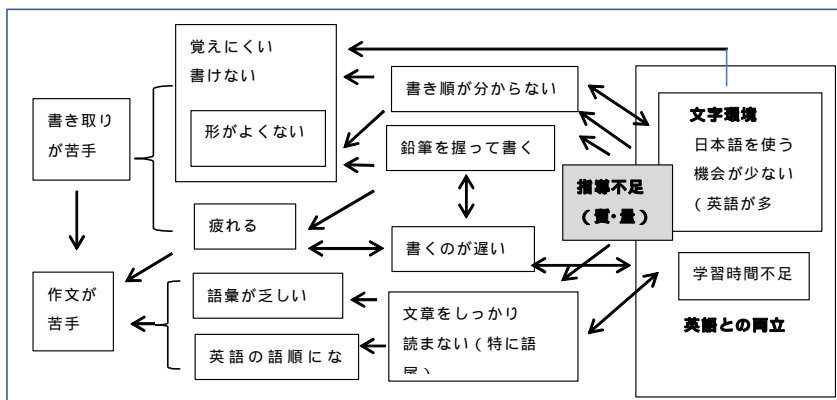 覚えにくい
書けない
形がよくない
書き取り
が苦手
疲れる
作文が
苦手
語彙が乏しい
英語の語順にな
書き順が分からない
鉛筆を握って書く
書くのが遅い
文章をしっかり
読まない（特に語
尾）
指導不足
（質・量）
文字環境
日本語を使う
機会が少ない
（英語が多
学習時間不足
英語との両立